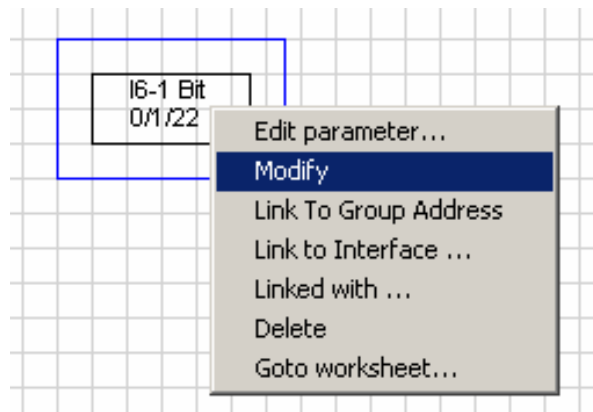 I6-1 Bit
0/1/22
Edit parameter...
Modify
Link To Group Address
Link to Interface ...
Linked with ...
Delete
Goto worksheet...